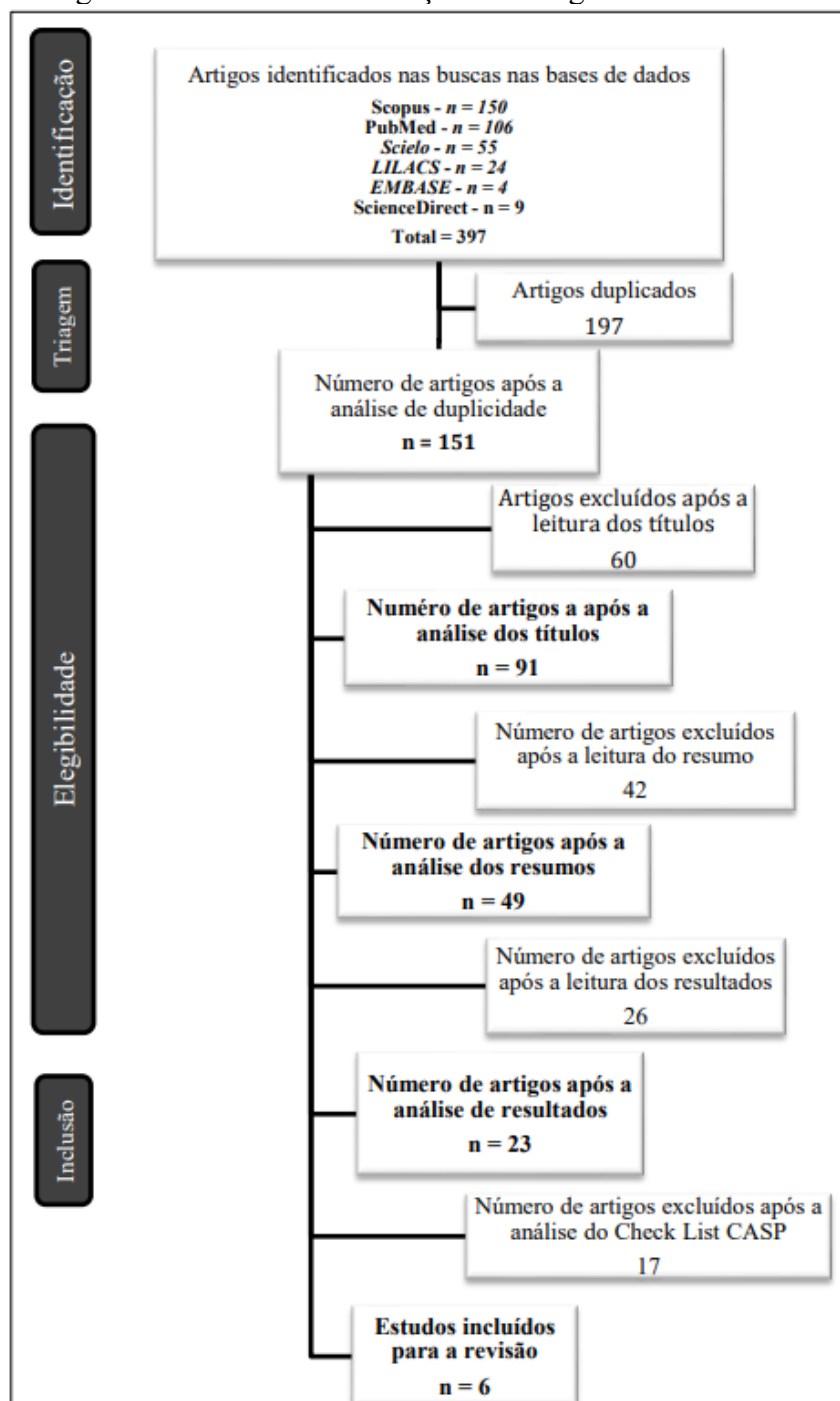 Identificação
Artigos identificados nas buscas nas bases de dados
Scopus - n = 150
PubMed - n = 106
Scielo - n = 55
LILACS - n = 24
EMBASE - n = 4
ScienceDirect - n = 9
Total = 397
Triagem
Artigos duplicados
197
Número de artigos após a
análise de duplicidade
n = 151
Elegibilidade
Artigos excluídos após a
leitura dos títulos
60
Numéro de artigos a após a
análise dos títulos
n = 91
Número de artigos excluídos
após a leitura do resumo
42
Número de artigos após a
análise dos resumos
n = 49
Número de artigos excluídos
após a leitura dos resultados
26
Inclusão
Número de artigos após a
análise de resultados
n = 23
Número de artigos excluídos após a
análise do Check List CASP
17
Estudos incluídos
para a revisão
n = 6